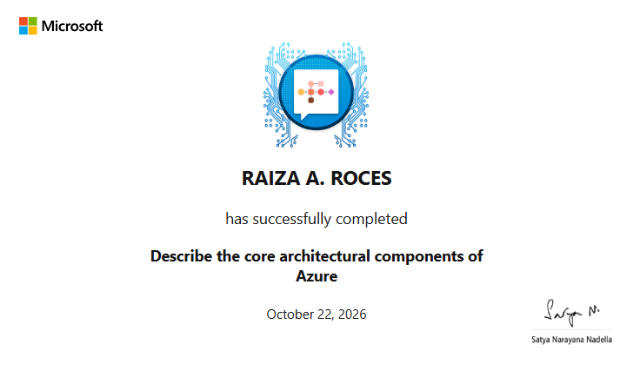 Microsoft
RAIZA A. ROCES
has successfully completed
Describe the core architectural components of
Azure
October 22, 2026
Satya N.
Satya Narayana Nadella